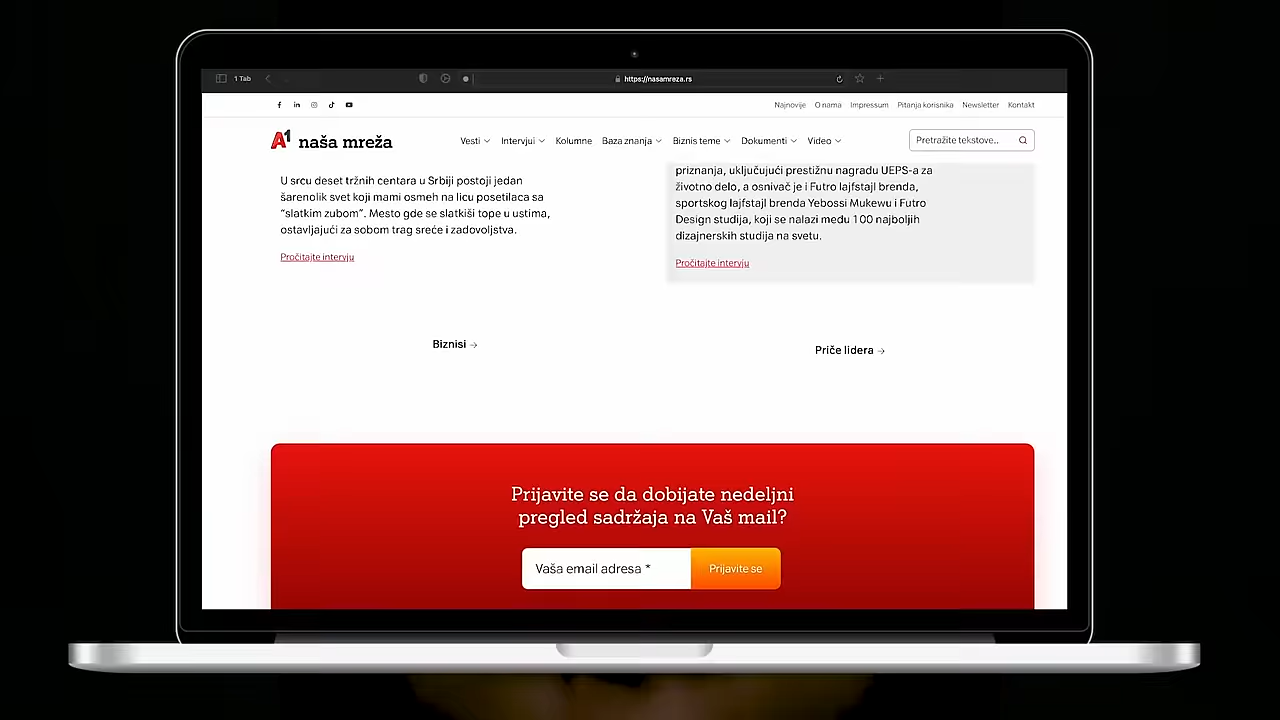 1 Tab
https://nasamreza.rs
Najnovije O nama Impressum Pitanja korisnika Newsletter Kontakt
A1 naša mreža
Vesti Intervjui Kolumne Baza znanja Biznis teme Dokumenti Video
Pretražite tekstove..
U srcu deset tržnih centara u Srbiji postoji jedan
šarenolik svet koji mami osmeh na licu posetilaca sa
“slatkim zubom”. Mesto gde se slatkiši tope u ustima,
ostavljajući za sobom trag sreće i zadovoljstva.
Pročitajte intervju
Biznisi →
priznanja, uključujući prestižnu nagradu UEPS-a za
životno delo, a osnivač je i Futro lajfstajl brenda,
sportskog lajfstajl brenda Yebossi Mukewu i Futro
Design studija, koji se nalazi među 100 najboljih
dizajnerskih studija na svetu.
Pročitajte intervju
Priče lidera →
Prijavite se da dobijate nedeljni
pregled sadržaja na Vaš mail?
Vaša email adresa *
Prijavite se